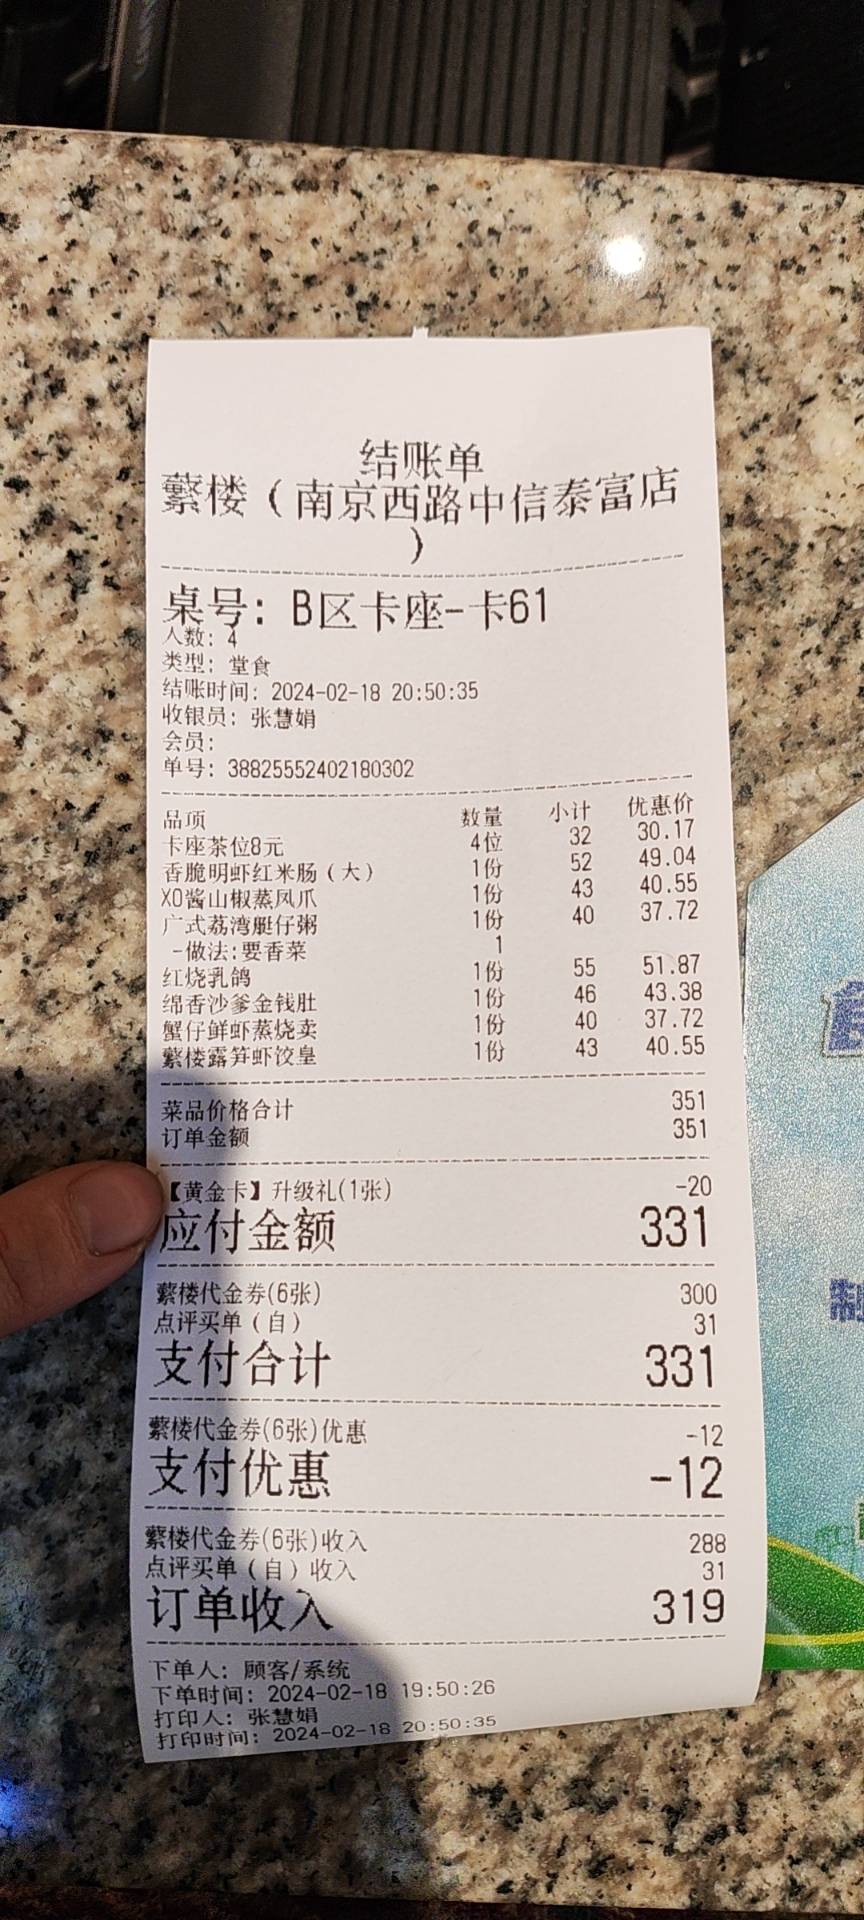 结账单
蘩楼（南京西路中信泰富店
）
桌号: B区卡座-卡61
人数: 4
类型: 堂食
结账时间: 2024-02-18 20:50:35
收银员: 张慧娟
会员:
单号: 38825552402180302
品项 数量 小计 优惠价
卡座茶位8元 4位 32 30.17
香脆明虾红米肠（大） 1份 52 49.04
XO酱山椒蒸凤爪 1份 43 40.55
广式荔湾艇仔粥 1份 40 37.72
-做法:要香菜 1
红烧乳鸽 1份 55 51.87
绵香沙爹金钱肚 1份 46 43.38
蟹仔鲜虾蒸烧卖 1份 40 37.72
蘩楼露笋虾饺皇 1份 43 40.55
菜品价格合计 351
订单金额 351
【黄金卡】升级礼(1张) -20
应付金额 331
蘩楼代金券(6张) 300
点评买单（自） 31
支付合计 331
蘩楼代金券(6张)优惠 -12
支付优惠 -12
蘩楼代金券(6张)收入 288
点评买单（自）收入 31
订单收入 319
下单人: 顾客/系统
下单时间: 2024-02-18 19:50:26
打印人: 张慧娟
打印时间: 2024-02-18 20:50:35